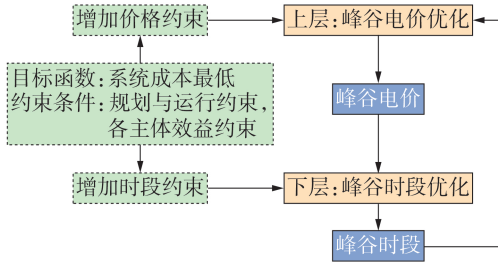 增加价格约束
上层:峰谷电价优化
目标函数:系统成本最低
约束条件:规划与运行约束,
各主体效益约束
峰谷电价
增加时段约束
下层:峰谷时段优化
峰谷时段